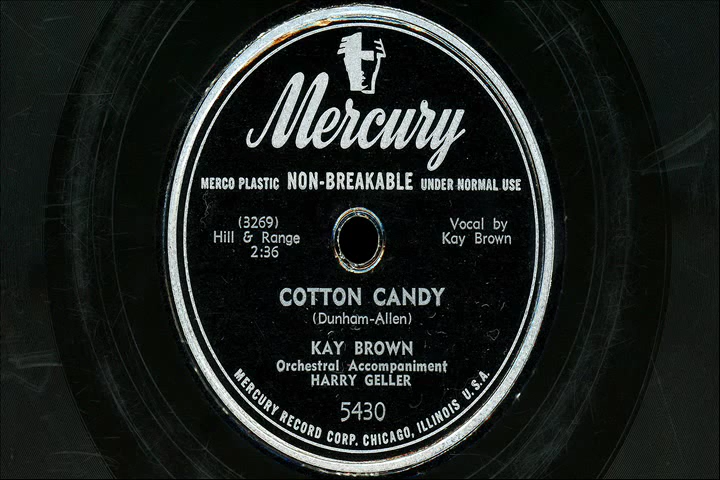 Mercury
MERCO PLASTIC NON-BREAKABLE UNDER NORMAL USE
(3269)
Hill & Range
2:36
Vocal by
Kay Brown
COTTON CANDY
(Dunham-Allen)
KAY BROWN
Orchestral Accompaniment
HARRY GELLER
5430
MERCURY RECORD CORP. CHICAGO, ILLINOIS U.S.A.